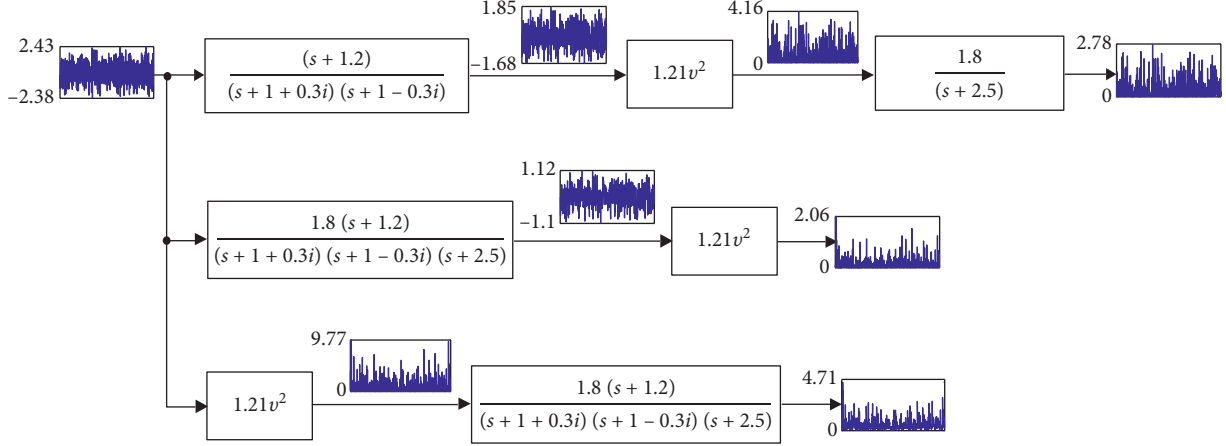 2.43
−2.38
(s + 1.2)
(s + 1 + 0.3i) (s + 1 – 0.3i)
1.85
−1.68
1.21v²
4.16
0
1.8
(s + 2.5)
2.78
0
1.8 (s + 1.2)
(s + 1 + 0.3i) (s + 1 – 0.3i) (s + 2.5)
1.12
−1.1
1.21v²
2.06
0
1.21v²
9.77
0
1.8 (s + 1.2)
(s + 1 + 0.3i) (s + 1 – 0.3i) (s + 2.5)
4.71
0